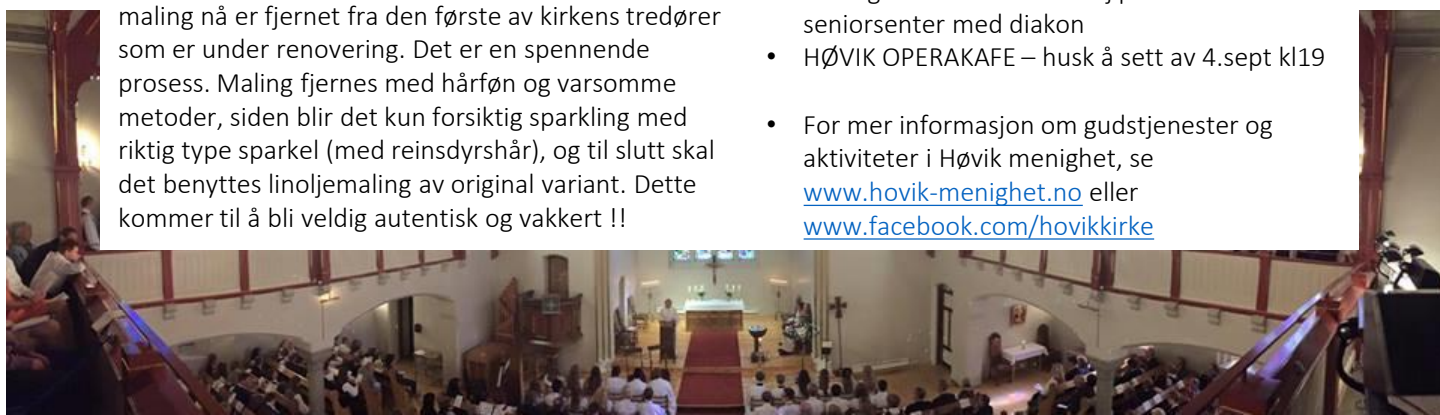 maling nå er fjernet fra den første av kirkens tredører
som er under renovering. Det er en spennende
prosess. Maling fjernes med hårføn og varsomme
metoder, siden blir det kun forsiktig sparkling med
riktig type sparkel (med reinsdyrshår), og til slutt skal
det benyttes linoljemaling av original variant. Dette
kommer til å bli veldig autentisk og vakkert !!
seniorsenter med diakon
• HØVIK OPERAKAFE – husk å sett av 4.sept kl19
• For mer informasjon om gudstjenester og
aktiviteter i Høvik menighet, se
www.hovik-menighet.no eller
www.facebook.com/hovikkirke